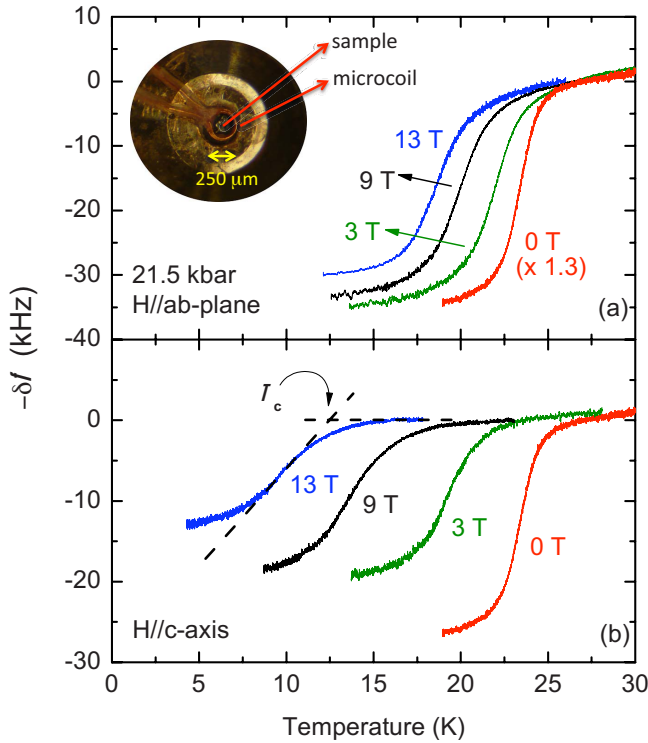 10
0
-10
-20
-30
-40
sample
microcoil
250 μm
13 T
9 T
3 T
0 T
(x 1.3)
21.5 kbar
H//ab-plane
(a)
−δf (kHz)
0
-10
-20
-30
Tc
13 T
9 T
3 T
0 T
H//c-axis
(b)
0 5 10 15 20 25 30
Temperature (K)